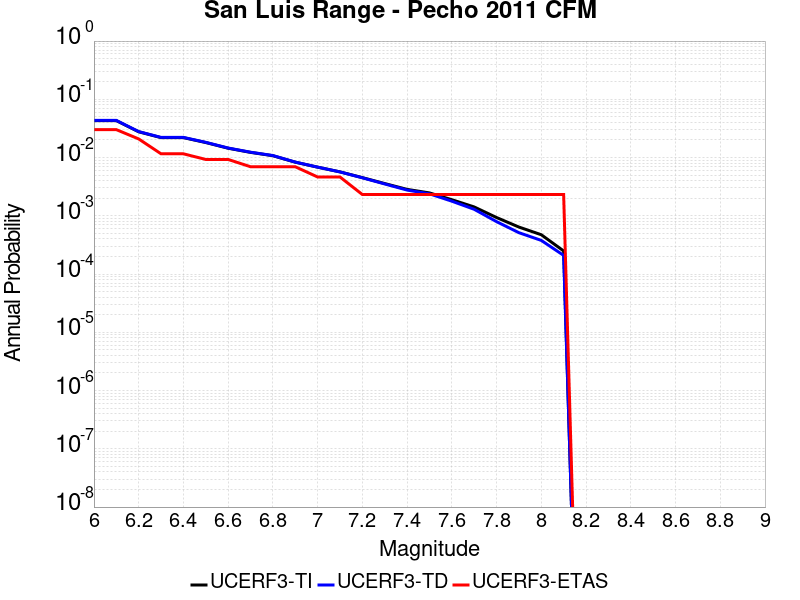 San Luis Range - Pecho 2011 CFM
10^0
10^-1
10^-2
10^-3
10^-4
10^-5
10^-6
10^-7
10^-8
Annual Probability
6 6.2 6.4 6.6 6.8 7 7.2 7.4 7.6 7.8 8 8.2 8.4 8.6 8.8 9
Magnitude
UCERF3-TI UCERF3-TD UCERF3-ETAS